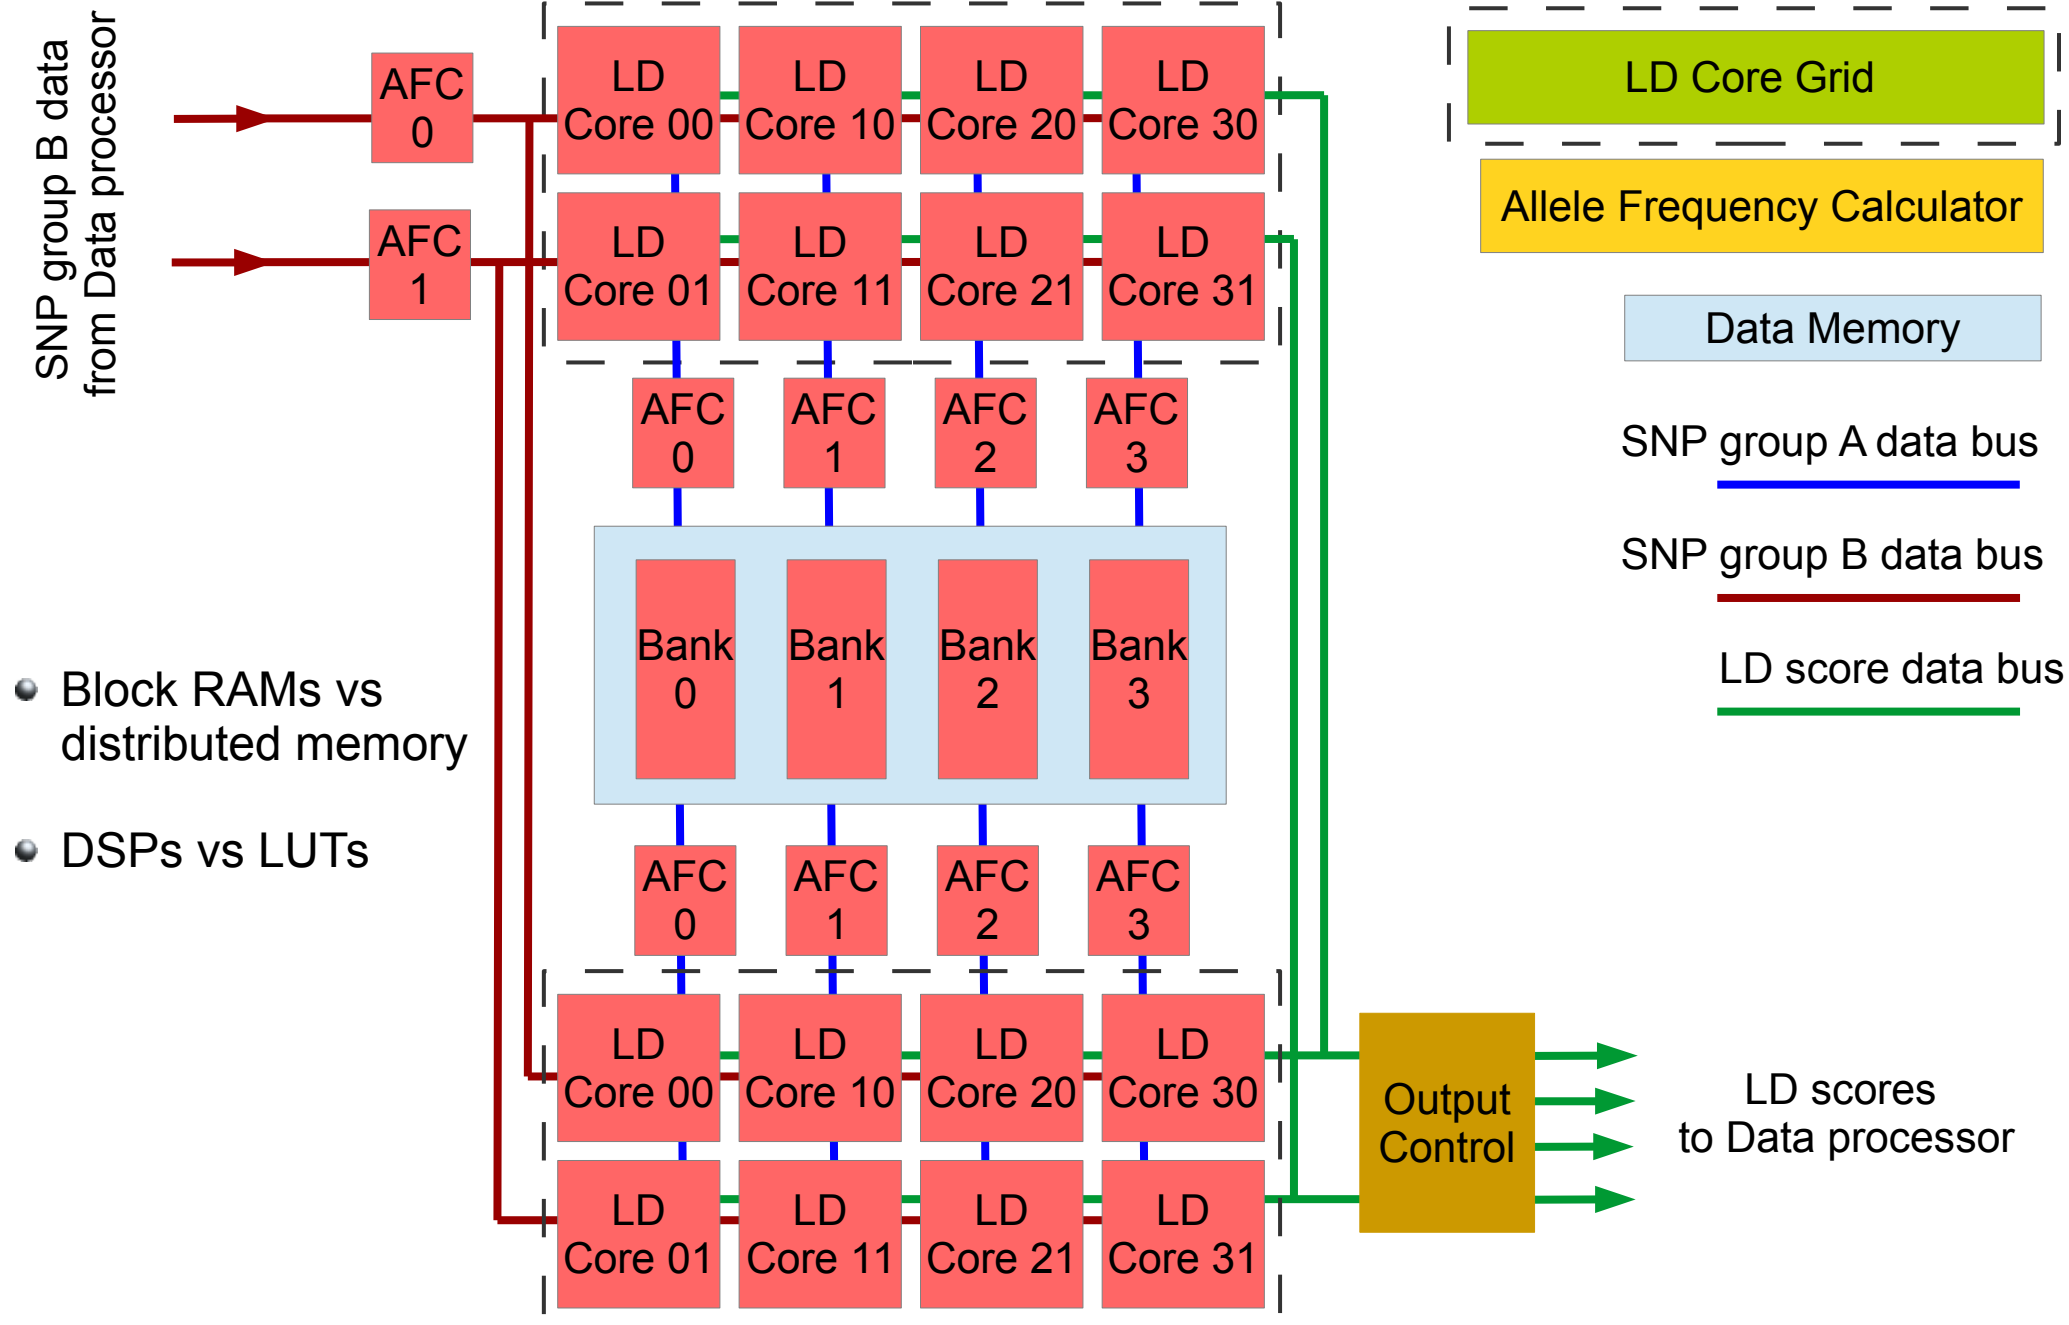 SNP group B data
from Data processor
AFC
0
AFC
1
LD
Core 00
LD
Core 10
LD
Core 20
LD
Core 30
LD
Core 01
LD
Core 11
LD
Core 21
LD
Core 31
AFC
0
AFC
1
AFC
2
AFC
3
Bank
0
Bank
1
Bank
2
Bank
3
AFC
0
AFC
1
AFC
2
AFC
3
LD
Core 00
LD
Core 10
LD
Core 20
LD
Core 30
LD
Core 01
LD
Core 11
LD
Core 21
LD
Core 31
Block RAMs vs
distributed memory
DSPs vs LUTs
LD Core Grid
Allele Frequency Calculator
Data Memory
SNP group A data bus
SNP group B data bus
LD score data bus
Output
Control
LD scores
to Data processor